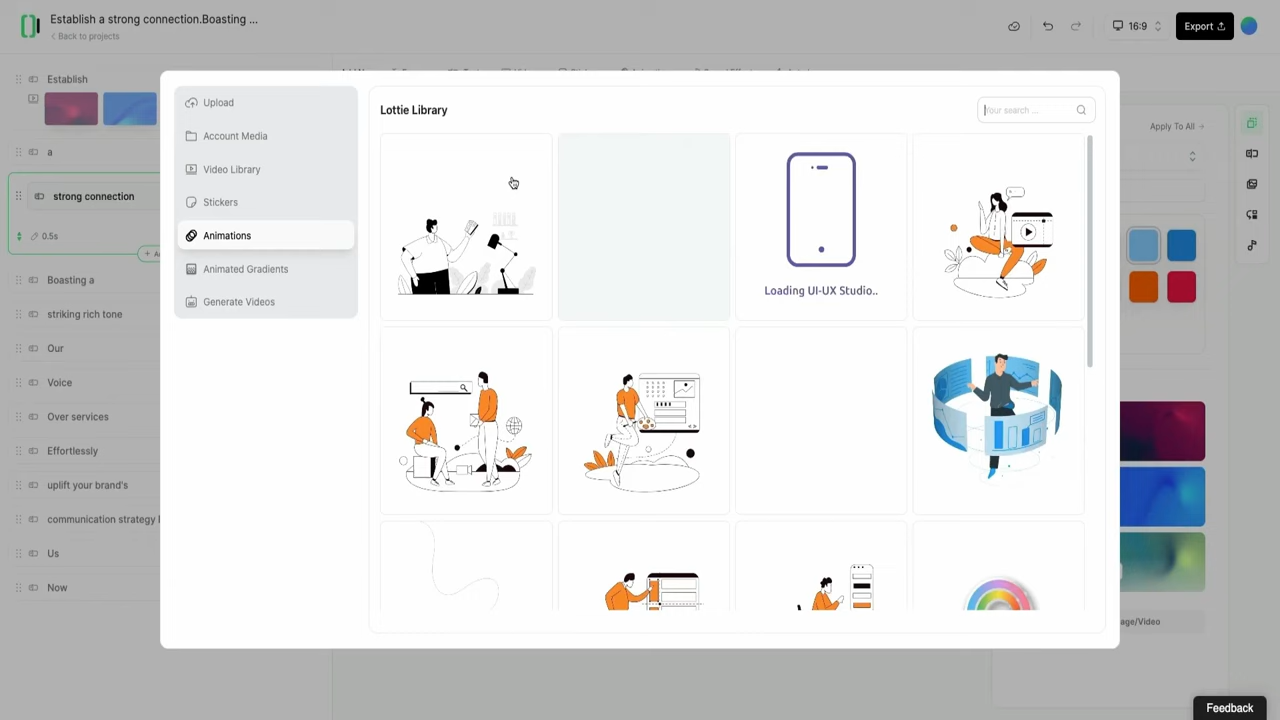 Establish a strong connection.Boasting ...
Back to projects
16:9
Export
Establish
a
strong connection
0.5s
Boasting a
striking rich tone
Our
Voice
Over services
Effortlessly
uplift your brand's
communication strategy
Us
Now
Upload
Account Media
Video Library
Stickers
Animations
Animated Gradients
Generate Videos
Lottie Library
Your search ...
Loading UI-UX Studio..
Apply To All
age/Video
Feedback